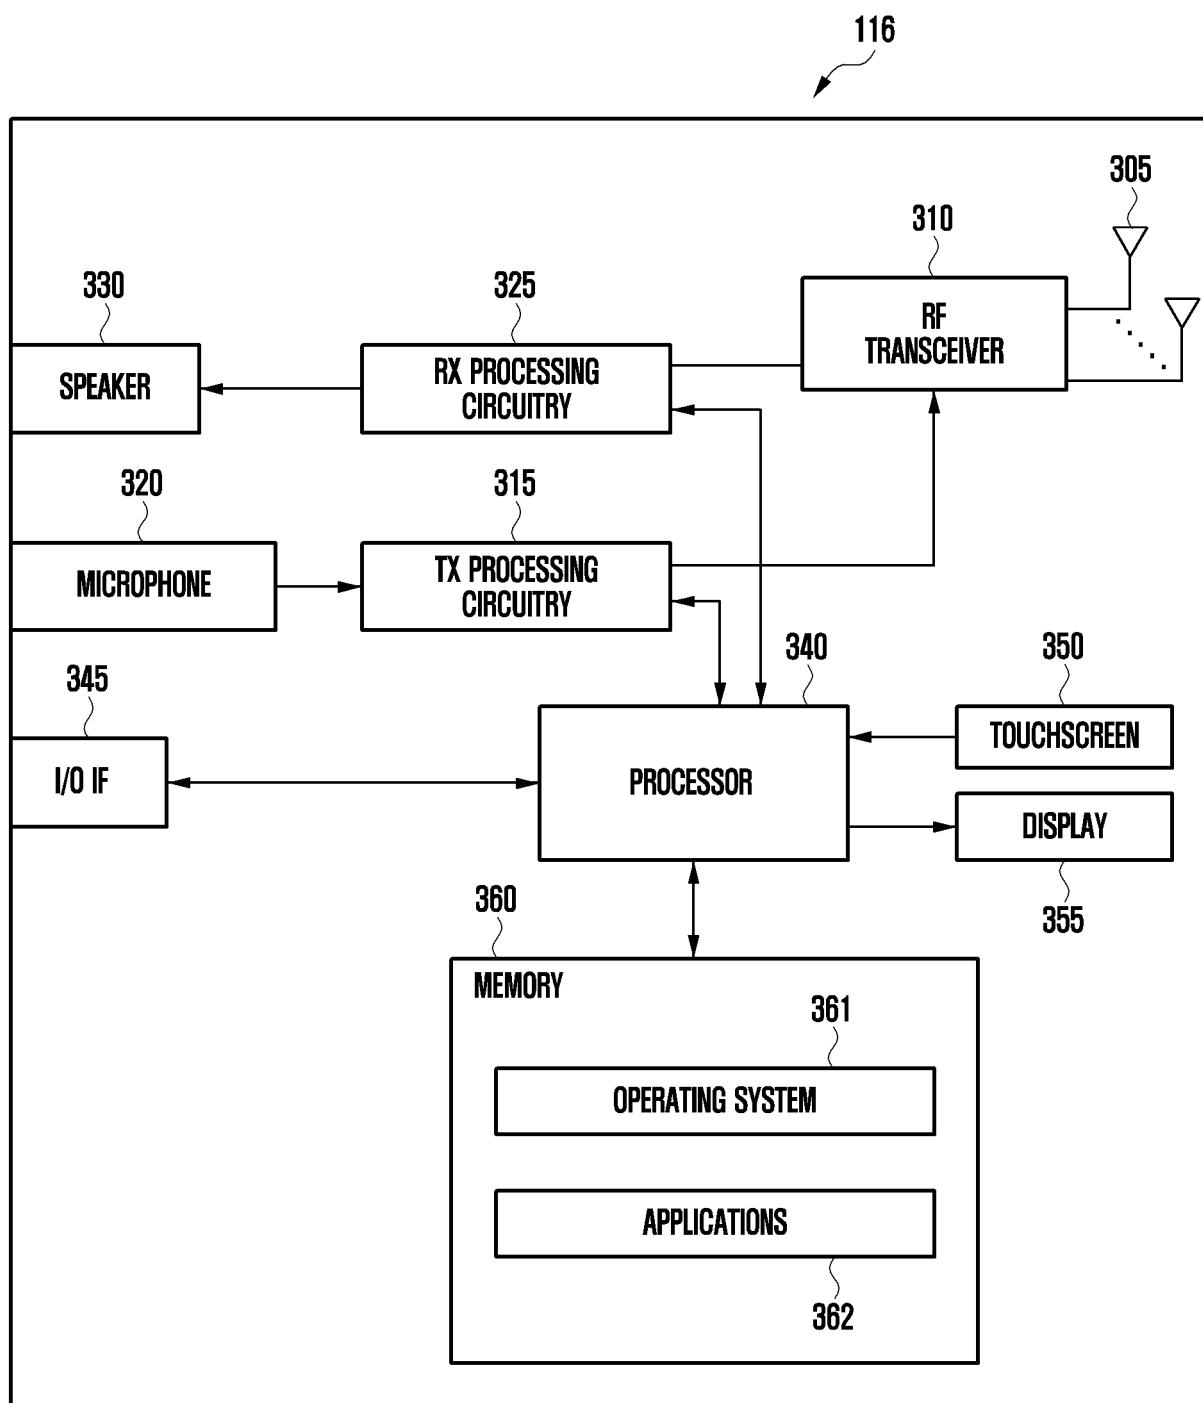 116
305
310
330
325
RF
TRANSCEIVER
SPEAKER
RX PROCESSING
CIRCUITRY
320
315
MICROPHONE
TX PROCESSING
CIRCUITRY
345
340
350
I/O IF
PROCESSOR
TOUCHSCREEN
DISPLAY
355
360
MEMORY
361
OPERATING SYSTEM
APPLICATIONS
362